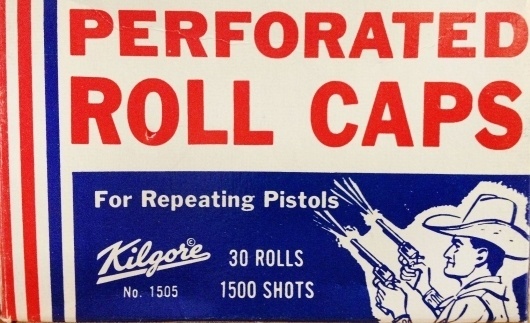 PERFORATED
ROLL CAPS
For Repeating Pistols
Kilgore ©
30 ROLLS
No. 1505
1500 SHOTS